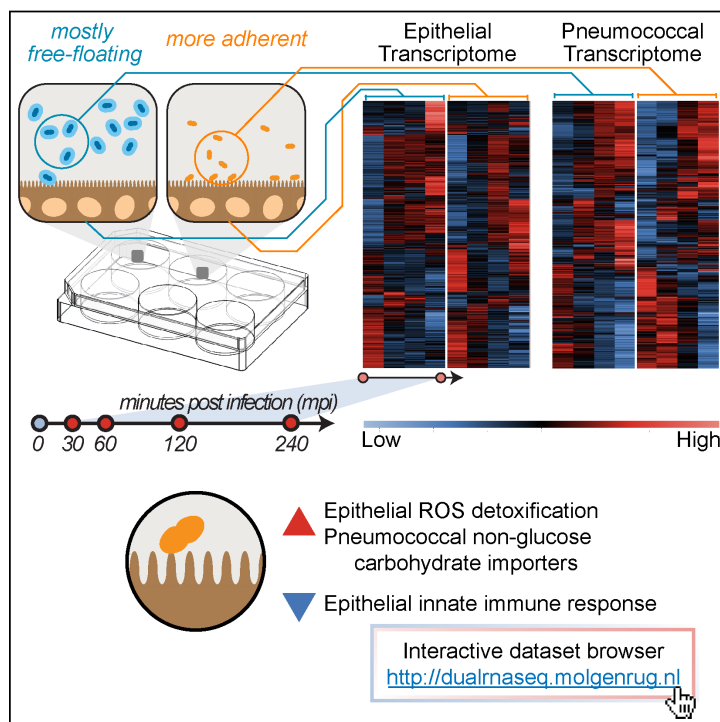 mostly
free-floating
more adherent
Epithelial
Transcriptome
Pneumococcal
Transcriptome
minutes post infection (mpi)
0 30 60 120 240
Low High
Epithelial ROS detoxification
Pneumococcal non-glucose
carbohydrate importers
Epithelial innate immune response
Interactive dataset browser
http://dualrnaseq.molgenrug.nl